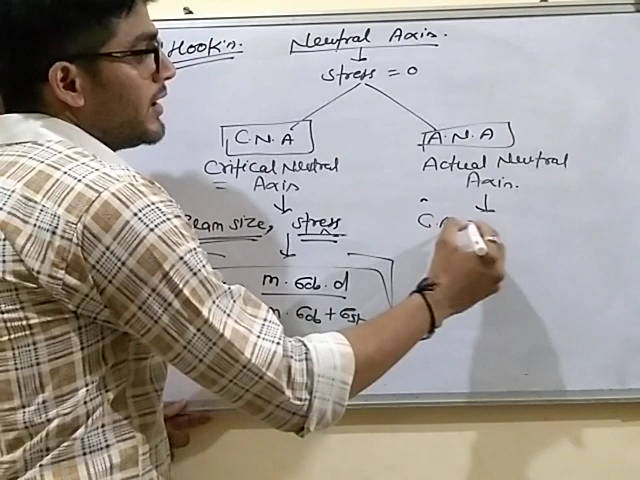 Hook's.
Neutral Axis.
stress = 0
C.N.A
A.N.A
Critical Neutral
Axis
Actual Neutral
Axis.
Beam size, stress
C.
m.σcb.d
m.σcb + σst